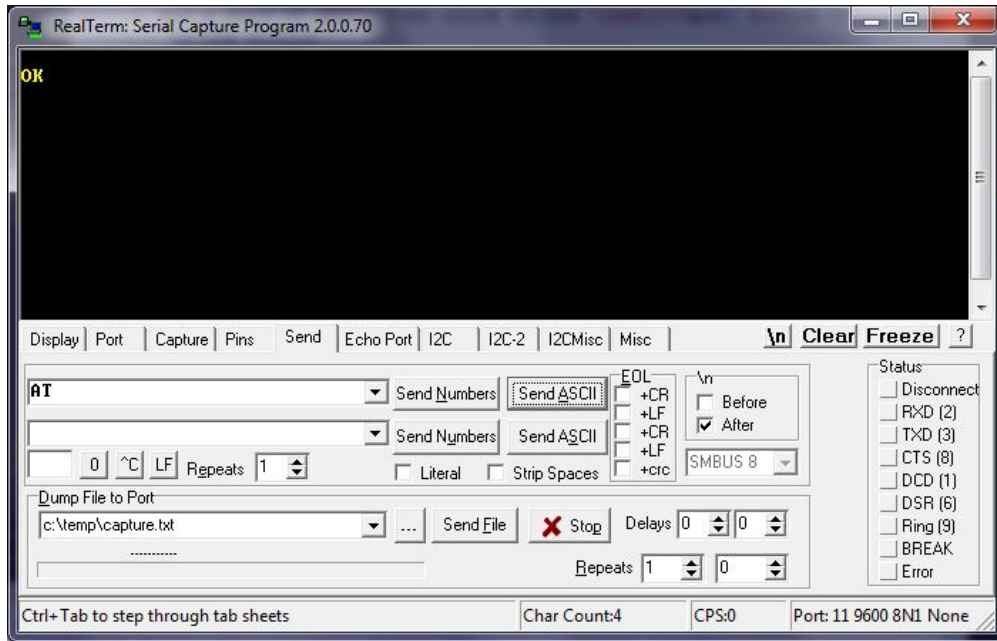 RealTerm: Serial Capture Program 2.0.0.70
OK
Display Port Capture Pins Send Echo Port I2C I2C-2 I2CMisc Misc \n Clear Freeze ?
AT
Send Numbers Send ASCII
Send Numbers Send ASCII
0 ^C LF Repeats 1
Literal Strip Spaces
EOL
+CR
+LF
+CR
+LF
+crc
\n
Before
After
SMBUS 8
Dump File to Port
c:\temp\capture.txt ... Send File Stop Delays 0 0
-----------
Repeats 1 0
Status
Disconnect
RXD (2)
TXD (3)
CTS (8)
DCD (1)
DSR (6)
Ring (9)
BREAK
Error
Ctrl+Tab to step through tab sheets Char Count:4 CPS:0 Port: 11 9600 8N1 None